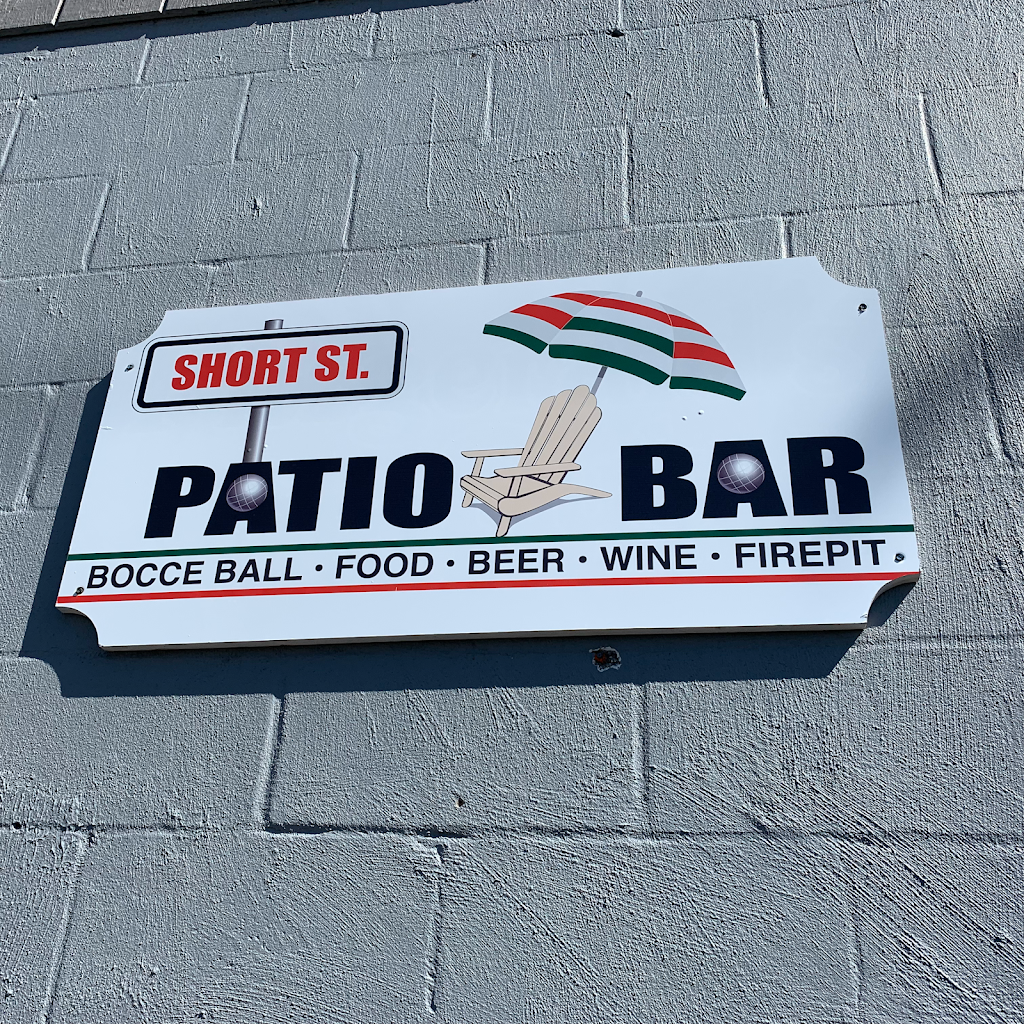 SHORT ST.
PATIO BAR
BOCCE BALL · FOOD · BEER · WINE · FIREPIT